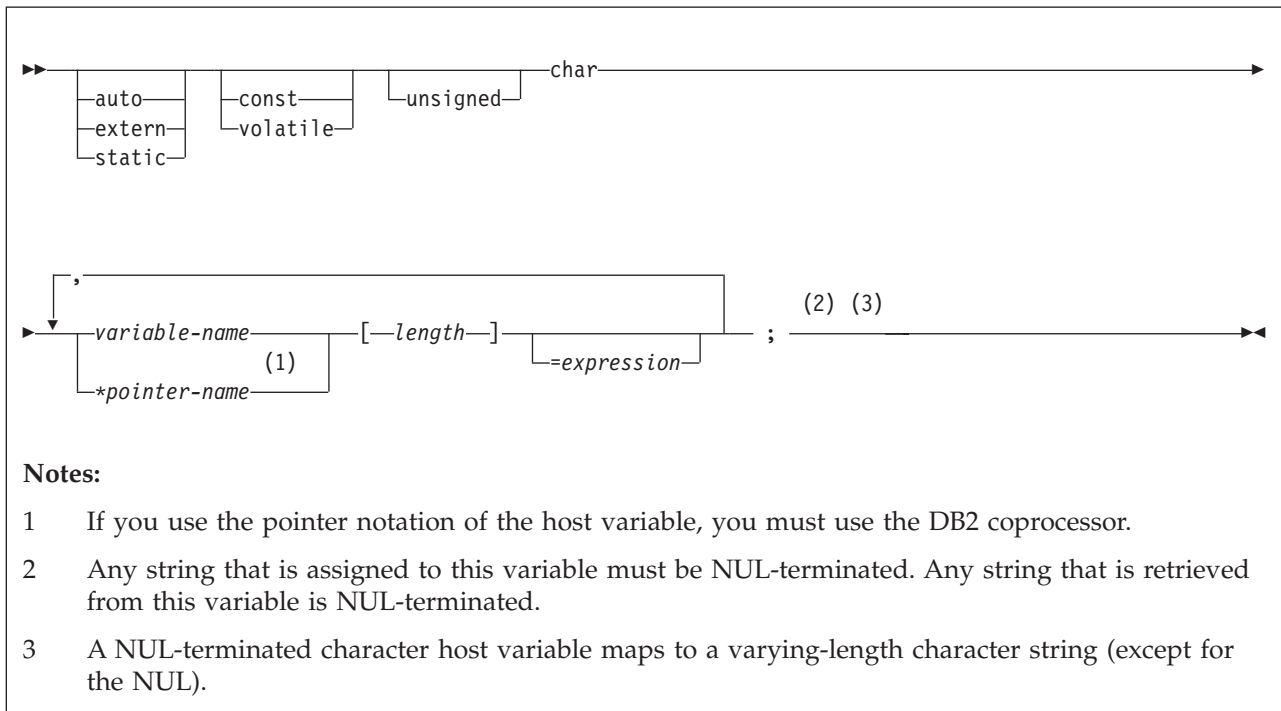 char
auto const unsigned
extern volatile
static
,
(2) (3)
variable-name [ length ] ;
(1) =expression
*pointer-name
Notes:
1 If you use the pointer notation of the host variable, you must use the DB2 coprocessor.
2 Any string that is assigned to this variable must be NUL-terminated. Any string that is retrieved
from this variable is NUL-terminated.
3 A NUL-terminated character host variable maps to a varying-length character string (except for
the NUL).